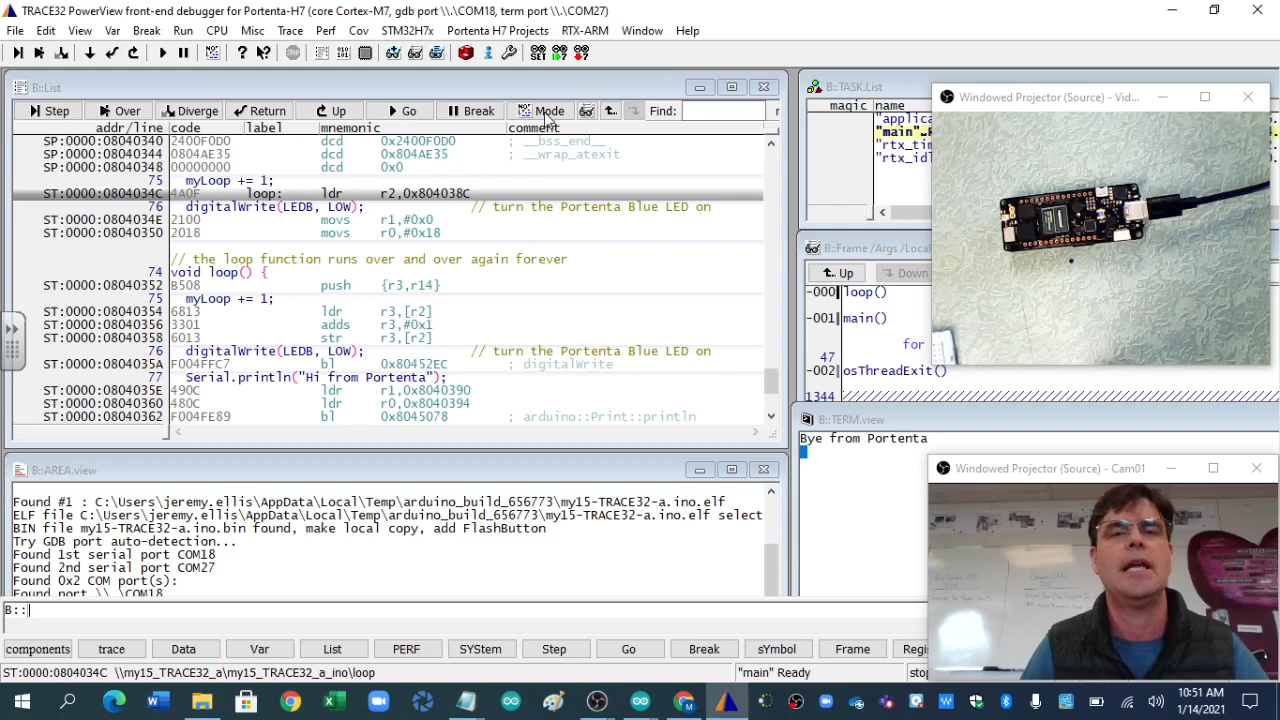 TRACE32 PowerView front-end debugger for Portenta-H7 (core Cortex-M7, gdb port \\.\COM18, term port \\.\COM27)
File Edit View Var Break Run CPU Misc Trace Perf Cov STM32H7x Portenta H7 Projects RTX-ARM Window Help
B::List
Step Over Diverge Return Up Go Break Mode Find:
addr/line code label mnemonic comment
SP:0000:08040340 2400F0D0 dcd 0x2400F0D0 ; __bss_end__
SP:0000:08040344 0804AE35 dcd 0x804AE35 ; __wrap_atexit
SP:0000:08040348 00000000 dcd 0x0
75 myLoop += 1;
ST:0000:0804034C 4A0F loop: ldr r2,0x804038C
76 digitalWrite(LEDB, LOW); // turn the Portenta Blue LED on
ST:0000:0804034E 2100 movs r1,#0x0
ST:0000:08040350 2018 movs r0,#0x18
// the loop function runs over and over again forever
74 void loop() {
ST:0000:08040352 B508 push {r3,r14}
75 myLoop += 1;
ST:0000:08040354 6813 ldr r3,[r2]
ST:0000:08040356 3301 adds r3,#0x1
ST:0000:08040358 6013 str r3,[r2]
76 digitalWrite(LEDB, LOW); // turn the Portenta Blue LED on
ST:0000:0804035A F004FFC7 bl 0x80452EC ; digitalWrite
77 Serial.println("Hi from Portenta");
ST:0000:0804035E 490C ldr r1,0x8040390
ST:0000:08040360 480C ldr r0,0x8040394
ST:0000:08040362 F004FE89 bl 0x8045078 ; arduino::Print::println
B::TASK.List
magic name
"applica
"main"
"rtx_tim
"rtx_idl
Windowed Projector (Source) - Vid...
B::Frame /Args /Local
Up Down
-000 loop()
-001 main()
for
47
-002 osThreadExit()
1344
B::TERM.view
Bye from Portenta
Windowed Projector (Source) - Cam01
B::AREA.view
Found #1 : C:\Users\jeremy.ellis\AppData\Local\Temp\arduino_build_656773\my15-TRACE32-a.ino.elf
ELF file C:\Users\jeremy.ellis\AppData\Local\Temp\arduino_build_656773\my15-TRACE32-a.ino.elf select
BIN file my15-TRACE32-a.ino.bin found, make local copy, add FlashButton
Try GDB port auto-detection...
Found 1st serial port COM18
Found 2nd serial port COM27
Found 0x2 COM port(s):
Found port \\.\COM18
B::
components trace Data Var List PERF SYStem Step Go Break sYmbol Frame Regi
ST:0000:0804034C \\my15_TRACE32_a\my15_TRACE32_a_ino\loop "main" Ready stop
10:51 AM
1/14/2021